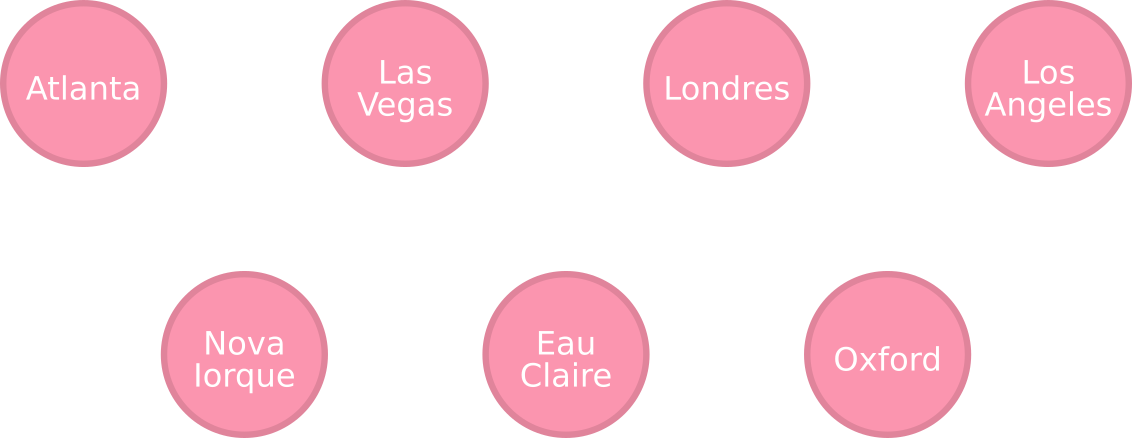 Atlanta
Las
Vegas
Londres
Los
Angeles
Nova
Iorque
Eau
Claire
Oxford